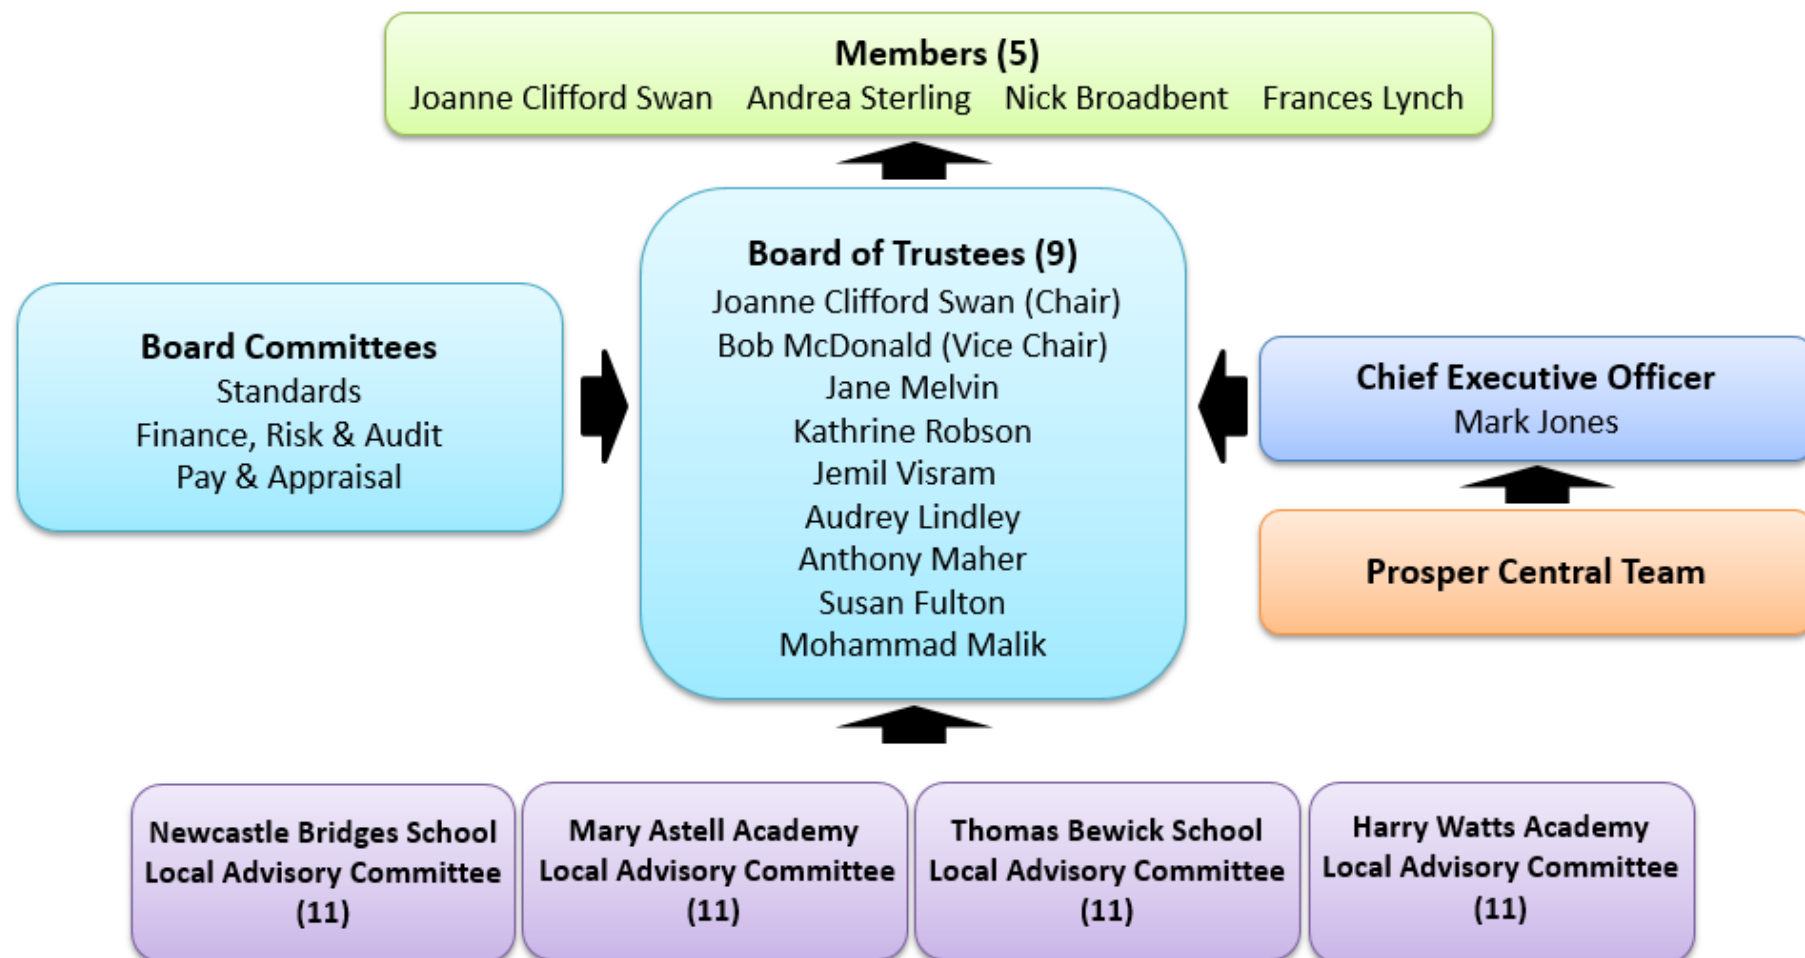 Members (5)
Joanne Clifford Swan Andrea Sterling Nick Broadbent Frances Lynch
Board of Trustees (9)
Joanne Clifford Swan (Chair)
Bob McDonald (Vice Chair)
Jane Melvin
Kathrine Robson
Jemil Visram
Audrey Lindley
Anthony Maher
Susan Fulton
Mohammad Malik
Board Committees
Standards
Finance, Risk & Audit
Pay & Appraisal
Chief Executive Officer
Mark Jones
Prosper Central Team
Newcastle Bridges School
Local Advisory Committee
(11)
Mary Astell Academy
Local Advisory Committee
(11)
Thomas Bewick School
Local Advisory Committee
(11)
Harry Watts Academy
Local Advisory Committee
(11)